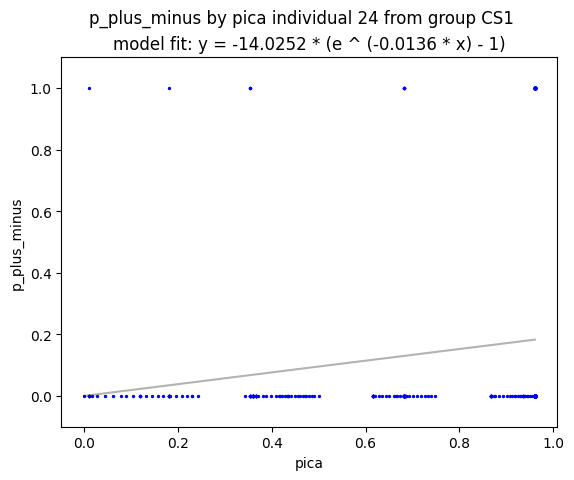 p_plus_minus by pica individual 24 from group CS1
model fit: y = -14.0252 * (e ^ (-0.0136 * x) - 1)
1.0
0.8
0.6
0.4
0.2
0.0
p_plus_minus
0.0 0.2 0.4 0.6 0.8 1.0
pica